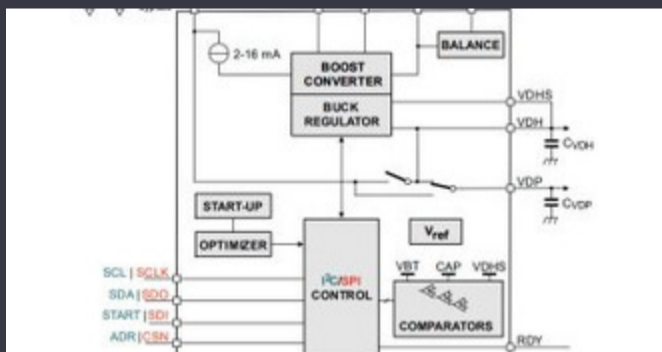 2-16 mA
BALANCE
BOOST
CONVERTER
BUCK
REGULATOR
VDHS
VDH
CVDH
VDP
CVDP
START-UP
OPTIMIZER
Vref
SCL | SCLK
SDA | SDO
START | SDI
ADR | CSN
I²C/SPI
CONTROL
VBT CAP VDHS
COMPARATORS
RDY